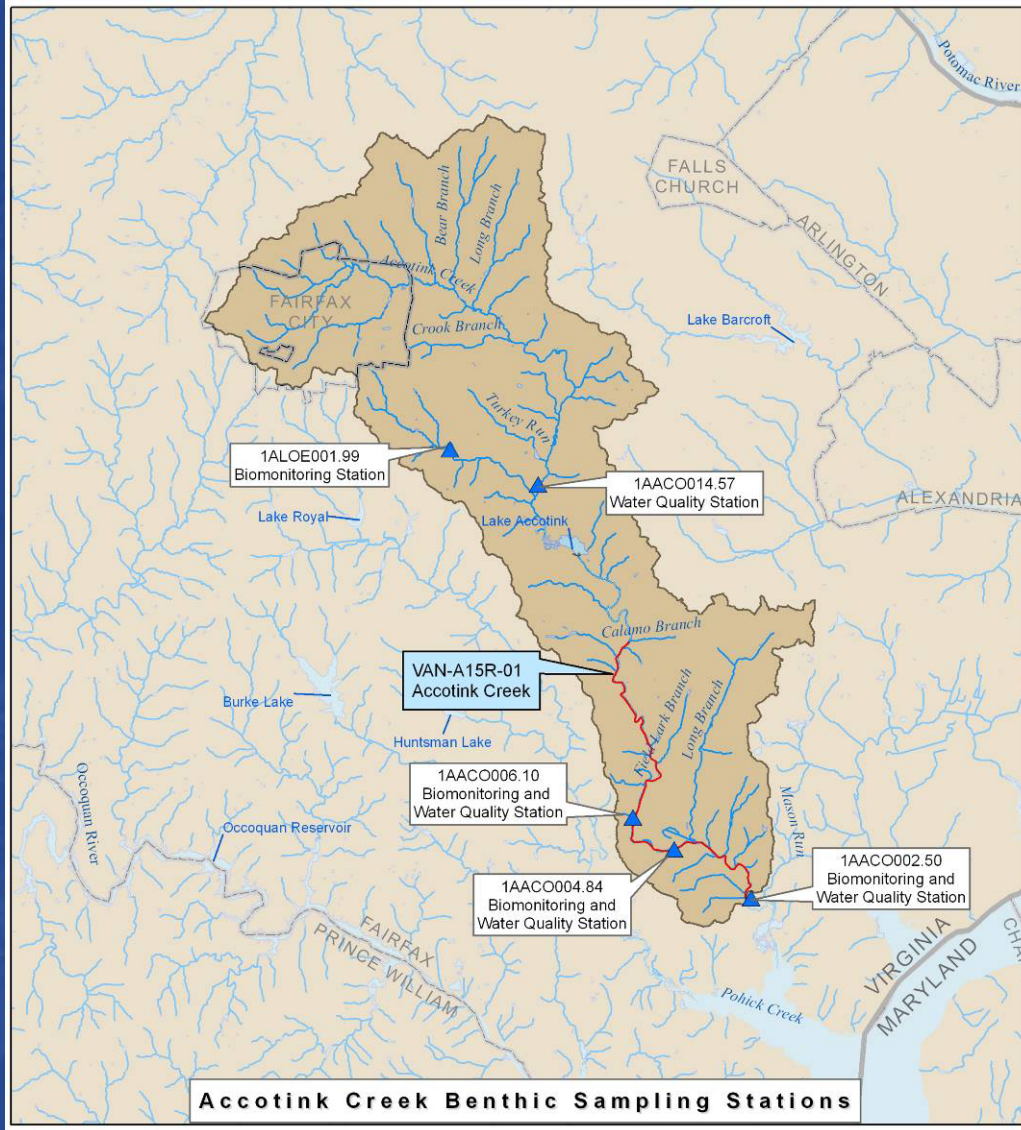 Potomac River
FALLS
CHURCH
ARLINGTON
Bear Branch
Long Branch
Accotink Creek
FAIRFAX
CITY
Crook Branch
Lake Barcroft
Turkey Run
1ALOE001.99
Biomonitoring Station
1AACO014.57
Water Quality Station
ALEXANDRIA
Lake Royal
Lake Accotink
Calamo Branch
VAN-A15R-01
Accotink Creek
Burke Lake
Huntsman Lake
Field Lark Branch
Long Branch
Occoquan River
1AACO006.10
Biomonitoring and
Water Quality Station
Mason Run
Occoquan Reservoir
1AACO004.84
Biomonitoring and
Water Quality Station
1AACO002.50
Biomonitoring and
Water Quality Station
FAIRFAX
PRINCE WILLIAM
VIRGINIA
MARYLAND
CHA
Pohick Creek
Accotink Creek Benthic Sampling Stations